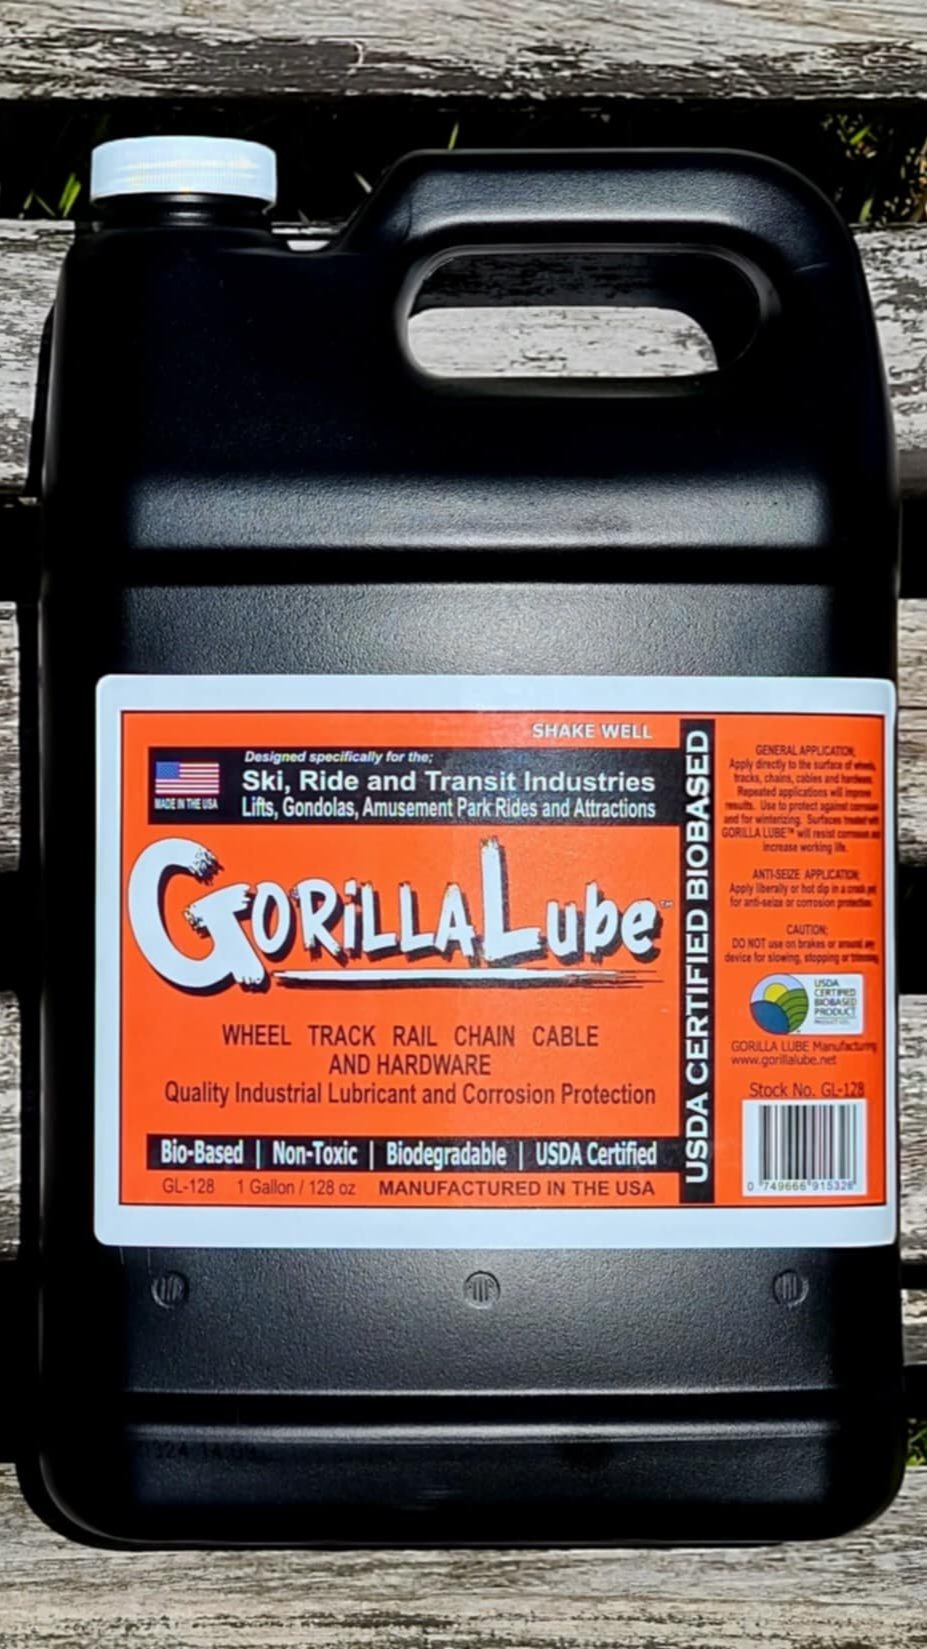 SHAKE WELL
Designed specifically for the;
Ski, Ride and Transit Industries
Lifts, Gondolas, Amusement Park Rides and Attractions
MADE IN THE USA
GORiLLA Lube™
WHEEL TRACK RAIL CHAIN CABLE
AND HARDWARE
Quality Industrial Lubricant and Corrosion Protection
Bio-Based | Non-Toxic | Biodegradable | USDA Certified
GL-128 1 Gallon / 128 oz MANUFACTURED IN THE USA
USDA CERTIFIED BIOBASED
GENERAL APPLICATION;
Apply directly to the surface of wheels,
tracks, chains, cables and hardware.
Repeated applications will improve
results. Use to protect against corrosion
and for winterizing. Surfaces treated with
GORILLA LUBE™ will resist corrosion and
increase working life.
ANTI-SEIZE APPLICATION;
Apply liberally or hot dip in a crock pot
for anti-seize or corrosion protection.
CAUTION;
DO NOT use on brakes or around any
device for slowing, stopping or trimming
USDA
CERTIFIED
BIOBASED
PRODUCT
GORILLA LUBE Manufacturing
www.gorillalube.net
Stock No. GL-128
0 749666 915328